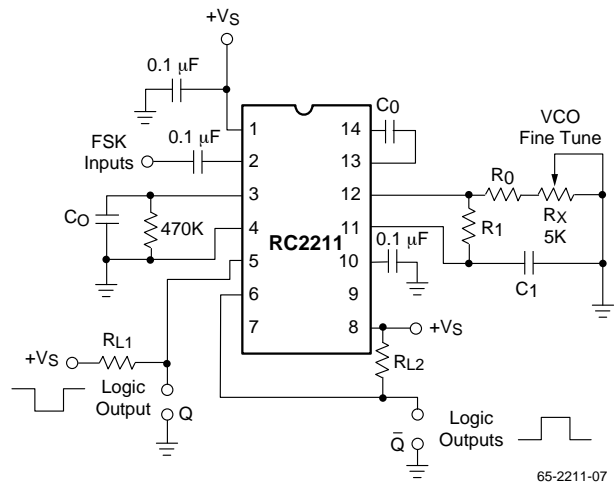 +VS
0.1 µF
FSK
Inputs
0.1 µF
CO
470K
1
2
3
4
5
6
7
RC2211
14
13
12
11
10
9
8
C0
VCO
Fine Tune
R0
RX
5K
R1
C1
0.1 µF
+VS
RL2
+VS
RL1
Logic
Output
Q
Q̅
Logic
Outputs
65-2211-07